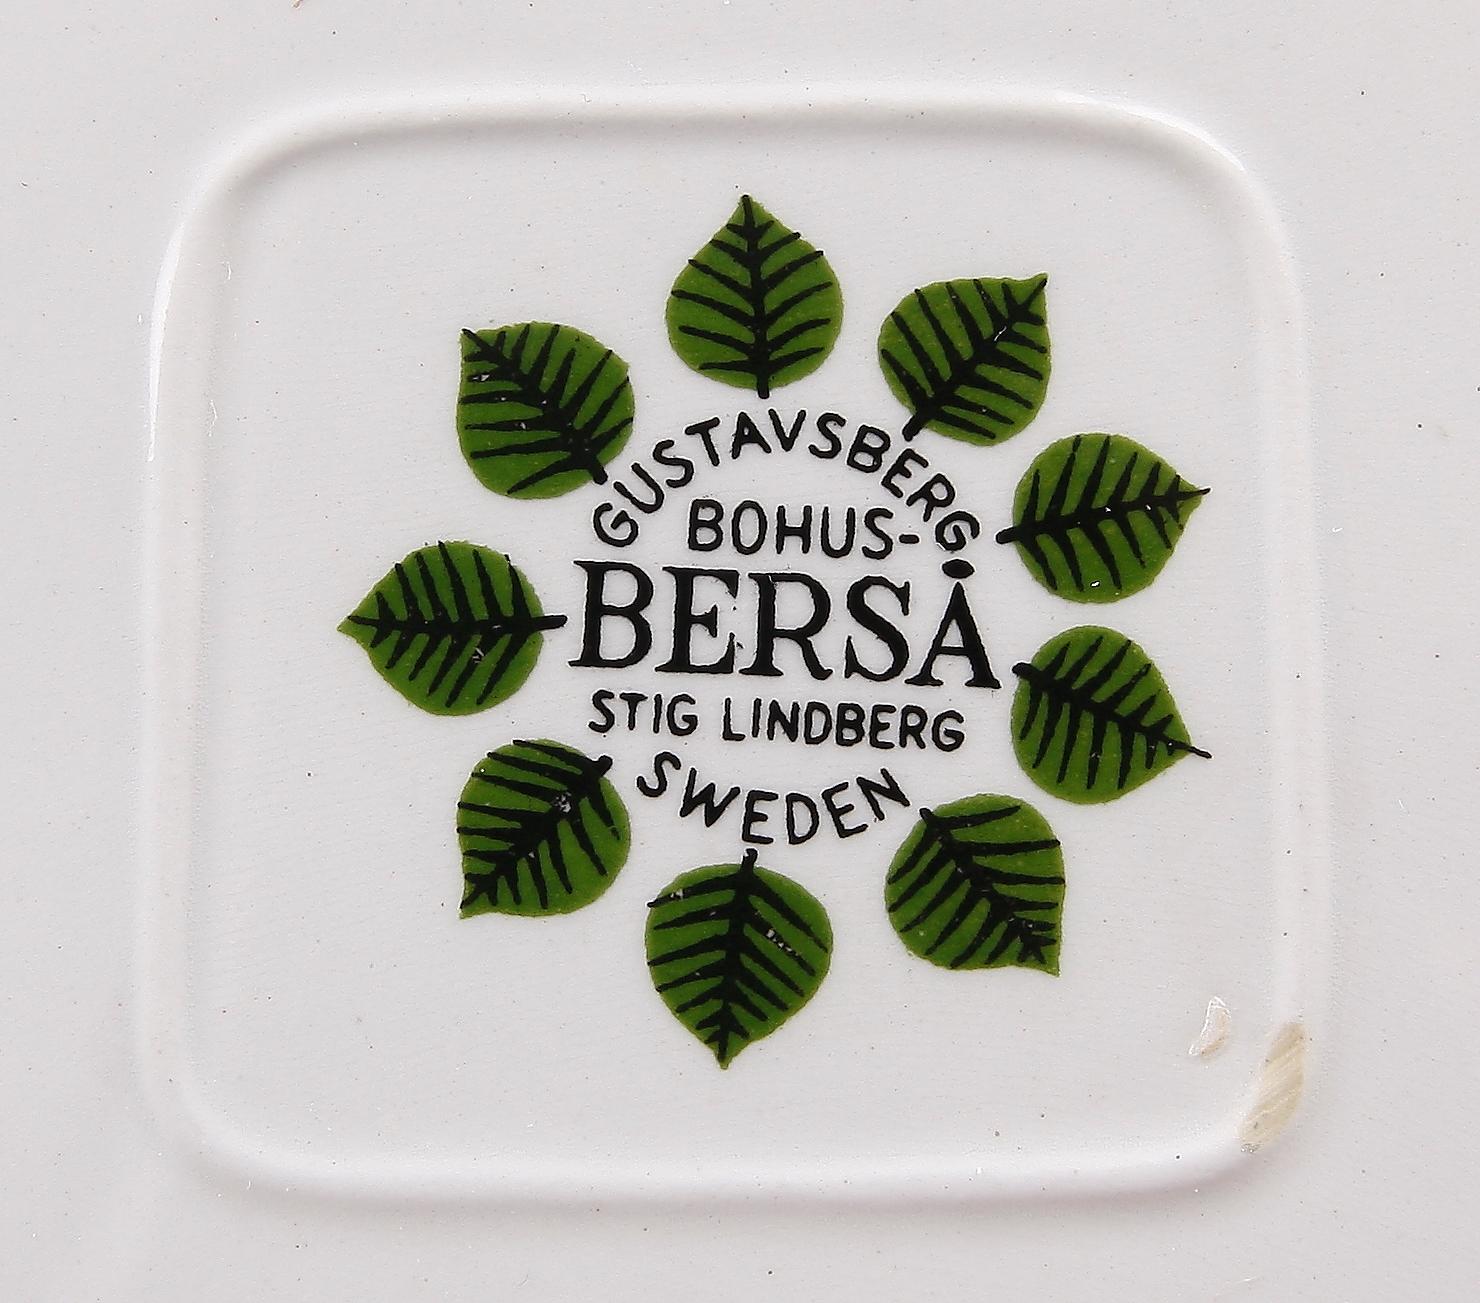 GUSTAVSBERG
BOHUS-
BERSÅ
STIG LINDBERG
SWEDEN